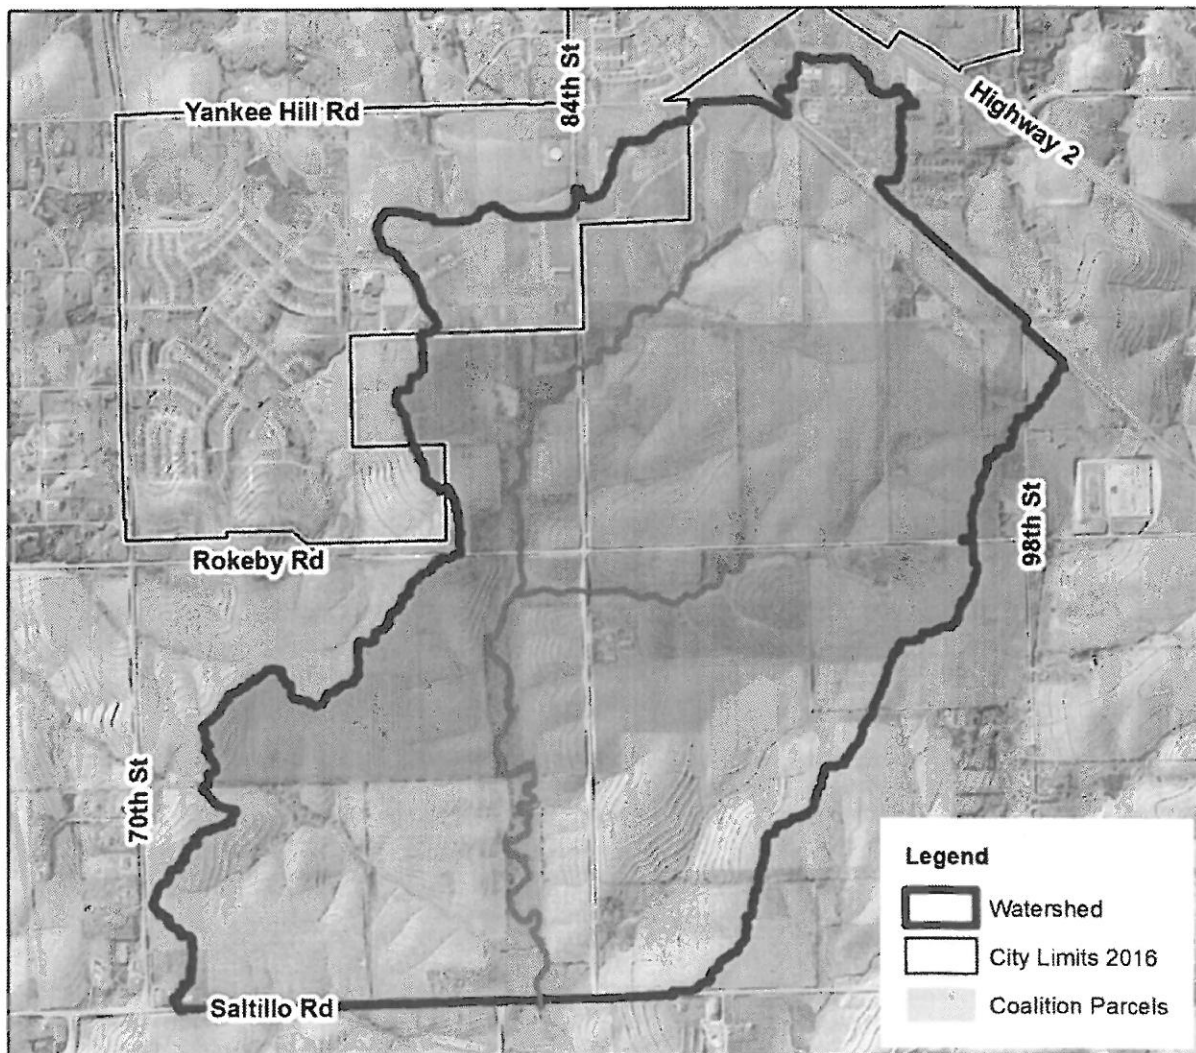 Yankee Hill Rd
84th St
Highway 2
Rokeby Rd
98th St
70th St
Saltillo Rd
Legend
Watershed
City Limits 2016
Coalition Parcels